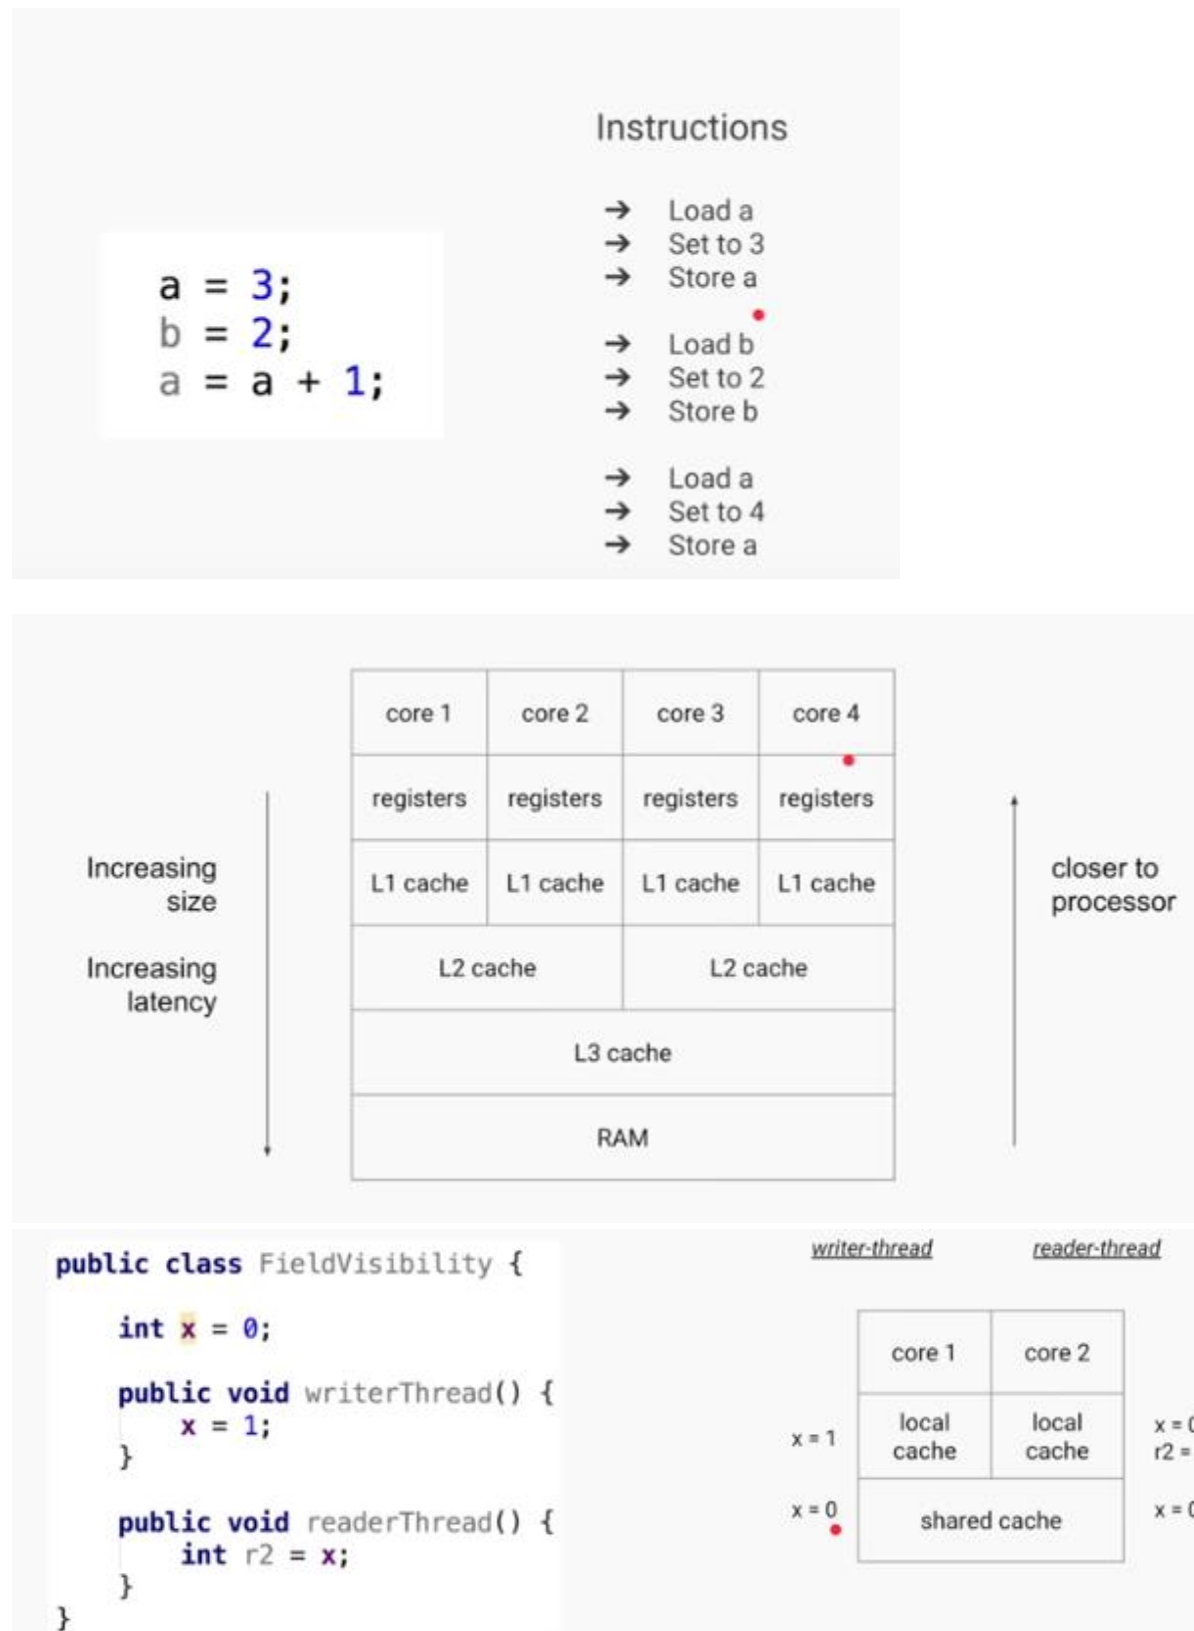 Instructions
a = 3;
b = 2;
a = a + 1;
→ Load a
→ Set to 3
→ Store a
→ Load b
→ Set to 2
→ Store b
→ Load a
→ Set to 4
→ Store a
core 1 core 2 core 3 core 4
registers registers registers registers
L1 cache L1 cache L1 cache L1 cache
L2 cache L2 cache
L3 cache
RAM
Increasing
size
Increasing
latency
closer to
processor
public class FieldVisibility {
int x = 0;
public void writerThread() {
x = 1;
}
public void readerThread() {
int r2 = x;
}
}
writer-thread reader-thread
core 1 core 2
local
cache
local
cache
shared cache
x = 1
x = 0
x =
r2 =
x =